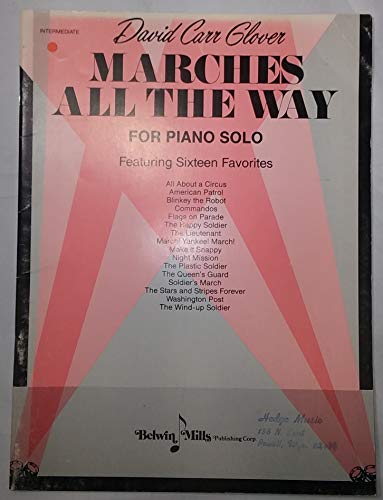 INTERMEDIATE
David Carr Glover
MARCHES
ALL THE WAY
FOR PIANO SOLO
Featuring Sixteen Favorites
All About a Circus
American Patrol
Blinkey the Robot
Commandos
Flags on Parade
The Happy Soldier
The Lieutenant
March! Yankee! March!
Make it Snappy
Night Mission
The Plastic Soldier
The Queen's Guard
Soldier's March
The Stars and Stripes Forever
Washington Post
The Wind-up Soldier
Belwin Mills
Publishing Corp.
Music